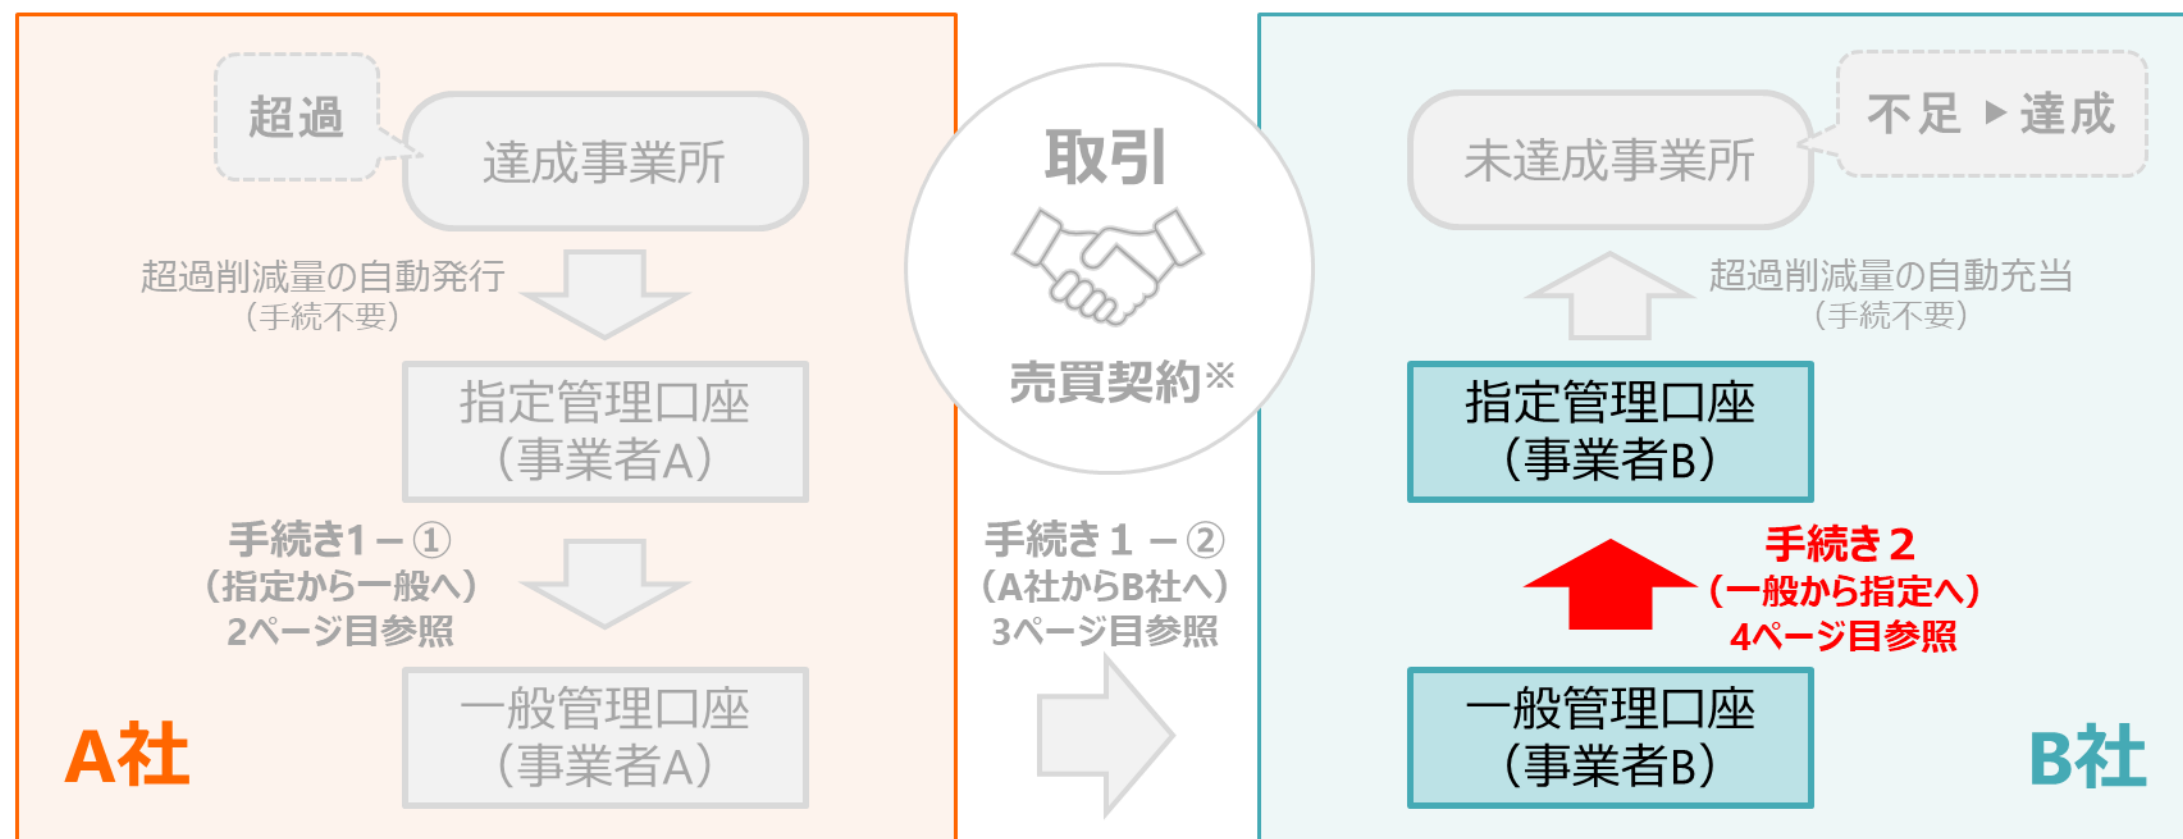 超過
達成事業所
超過削減量の自動発行
（手続不要）
指定管理口座
（事業者A）
手続き1－①
（指定から一般へ）
2ページ目参照
一般管理口座
（事業者A）
A社
取引
売買契約※
手続き１－②
（A社からB社へ）
3ページ目参照
不足 ▶ 達成
未達成事業所
超過削減量の自動充当
（手続不要）
指定管理口座
（事業者B）
手続き２
（一般から指定へ）
4ページ目参照
一般管理口座
（事業者B）
B社